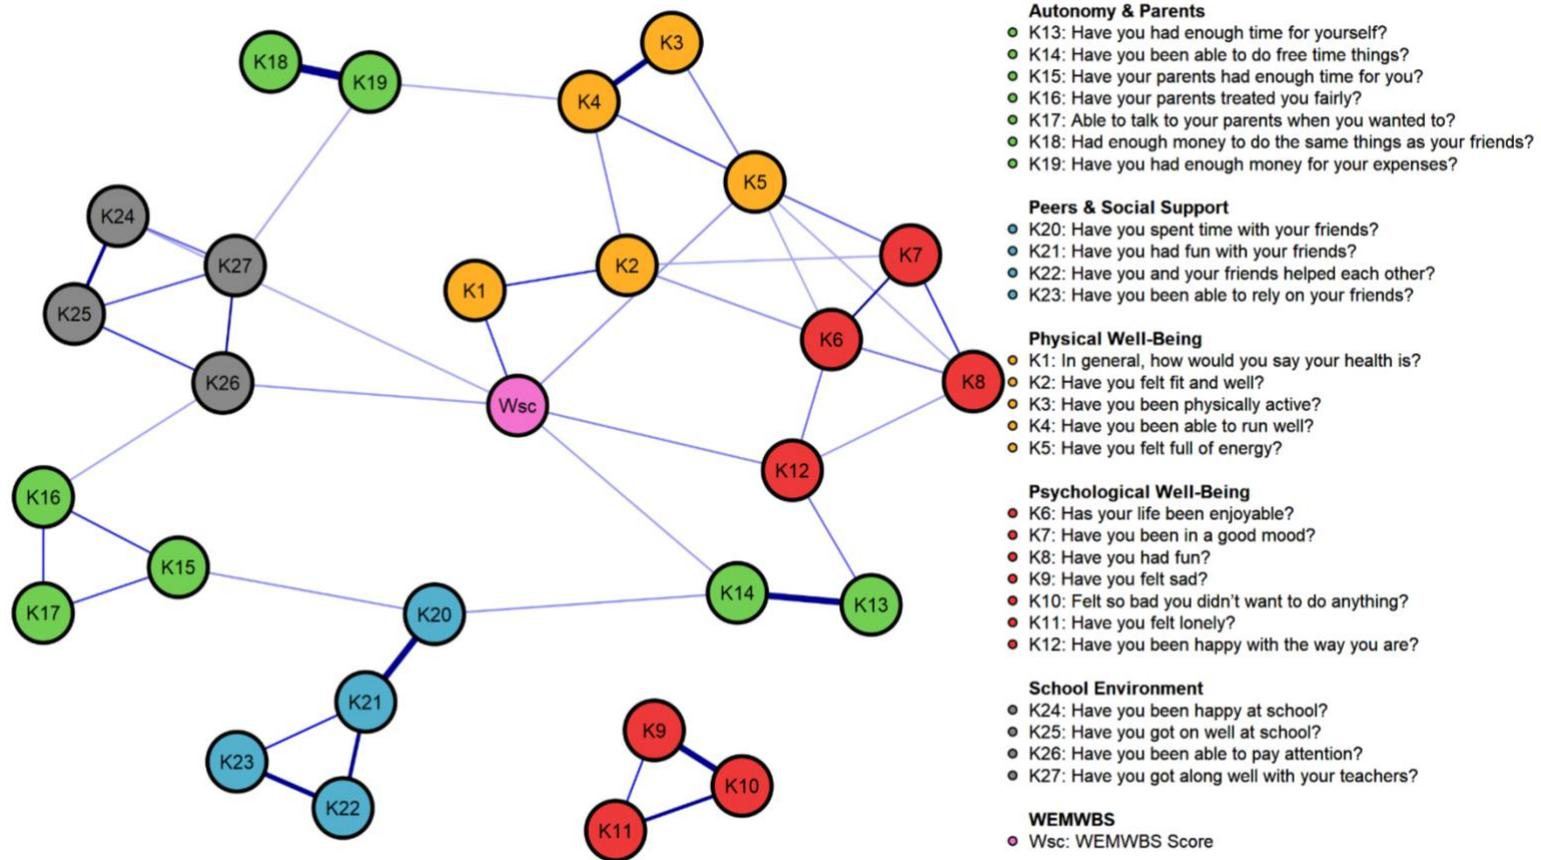 K18
K19
K3
K4
K5
K24
K27
K25
K26
K1
K2
K7
K6
K8
Wsc
K12
K16
K15
K17
K20
K14
K13
K21
K23
K22
K9
K10
K11
Autonomy & Parents
K13: Have you had enough time for yourself?
K14: Have you been able to do free time things?
K15: Have your parents had enough time for you?
K16: Have your parents treated you fairly?
K17: Able to talk to your parents when you wanted to?
K18: Had enough money to do the same things as your friends?
K19: Have you had enough money for your expenses?
Peers & Social Support
K20: Have you spent time with your friends?
K21: Have you had fun with your friends?
K22: Have you and your friends helped each other?
K23: Have you been able to rely on your friends?
Physical Well-Being
K1: In general, how would you say your health is?
K2: Have you felt fit and well?
K3: Have you been physically active?
K4: Have you been able to run well?
K5: Have you felt full of energy?
Psychological Well-Being
K6: Has your life been enjoyable?
K7: Have you been in a good mood?
K8: Have you had fun?
K9: Have you felt sad?
K10: Felt so bad you didn't want to do anything?
K11: Have you felt lonely?
K12: Have you been happy with the way you are?
School Environment
K24: Have you been happy at school?
K25: Have you got on well at school?
K26: Have you been able to pay attention?
K27: Have you got along well with your teachers?
WEMWBS
Wsc: WEMWBS Score